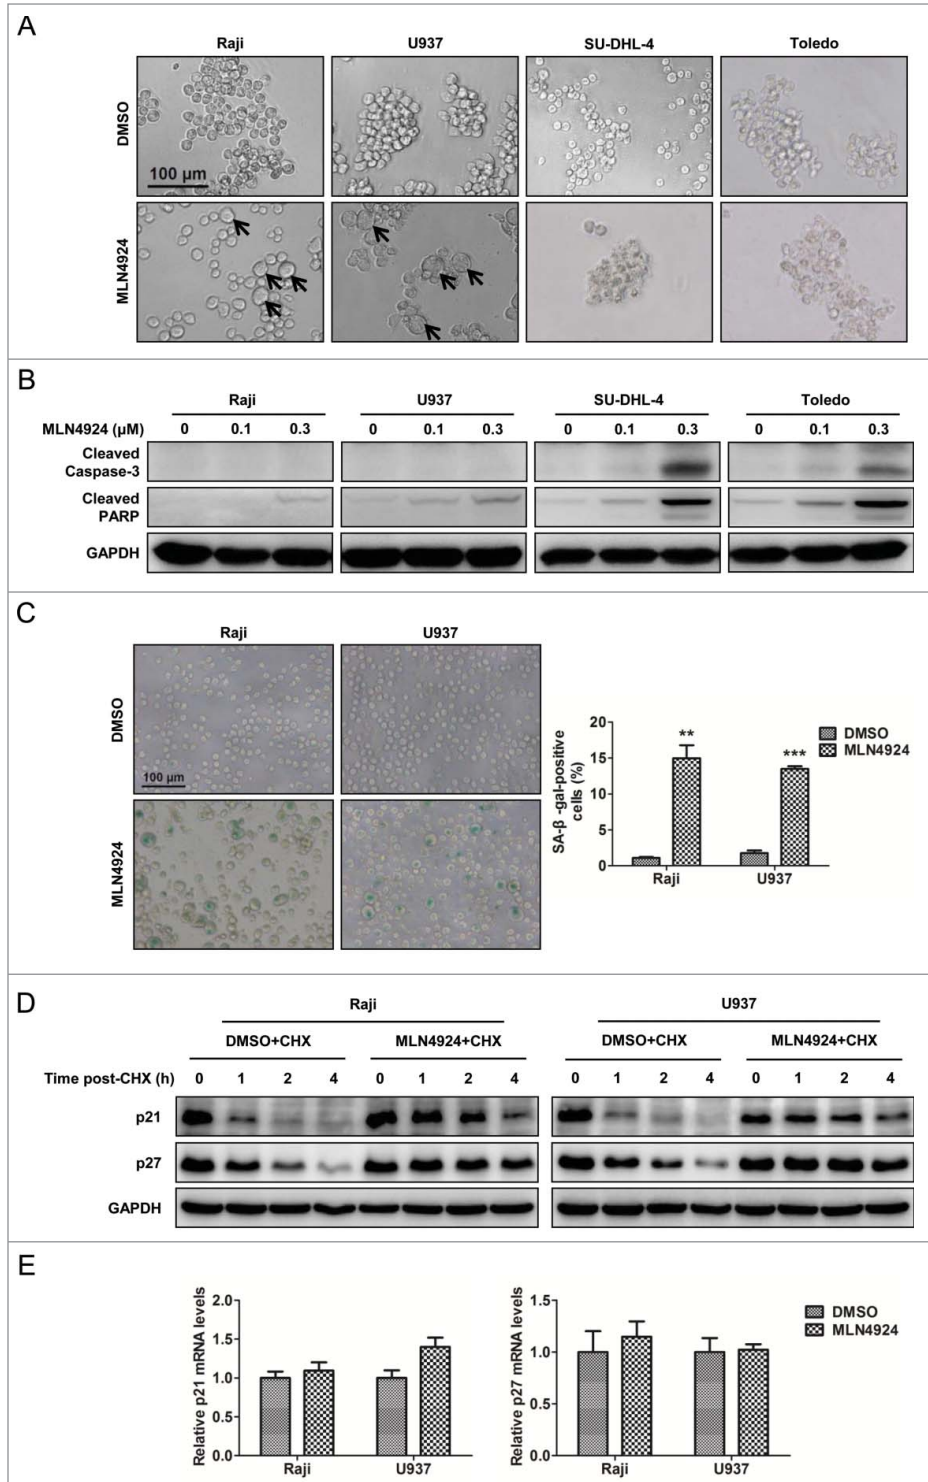 A
Raji U937 SU-DHL-4 Toledo
DMSO
100 µm
MLN4924
B
Raji U937 SU-DHL-4 Toledo
MLN4924 (µM) 0 0.1 0.3 0 0.1 0.3 0 0.1 0.3 0 0.1 0.3
Cleaved
Caspase-3
Cleaved
PARP
GAPDH
C
Raji U937
DMSO
100 µm
MLN4924
SA-β -gal-positive
cells (%)
20
15
10
5
0
** ***
Raji U937
DMSO
MLN4924
D
Raji U937
DMSO+CHX MLN4924+CHX DMSO+CHX MLN4924+CHX
Time post-CHX (h) 0 1 2 4 0 1 2 4 0 1 2 4 0 1 2 4
p21
p27
GAPDH
E
Relative p21 mRNA levels
2.0
1.5
1.0
0.5
0.0
Raji U937
Relative p27 mRNA levels
1.5
1.0
0.5
0.0
Raji U937
DMSO
MLN4924